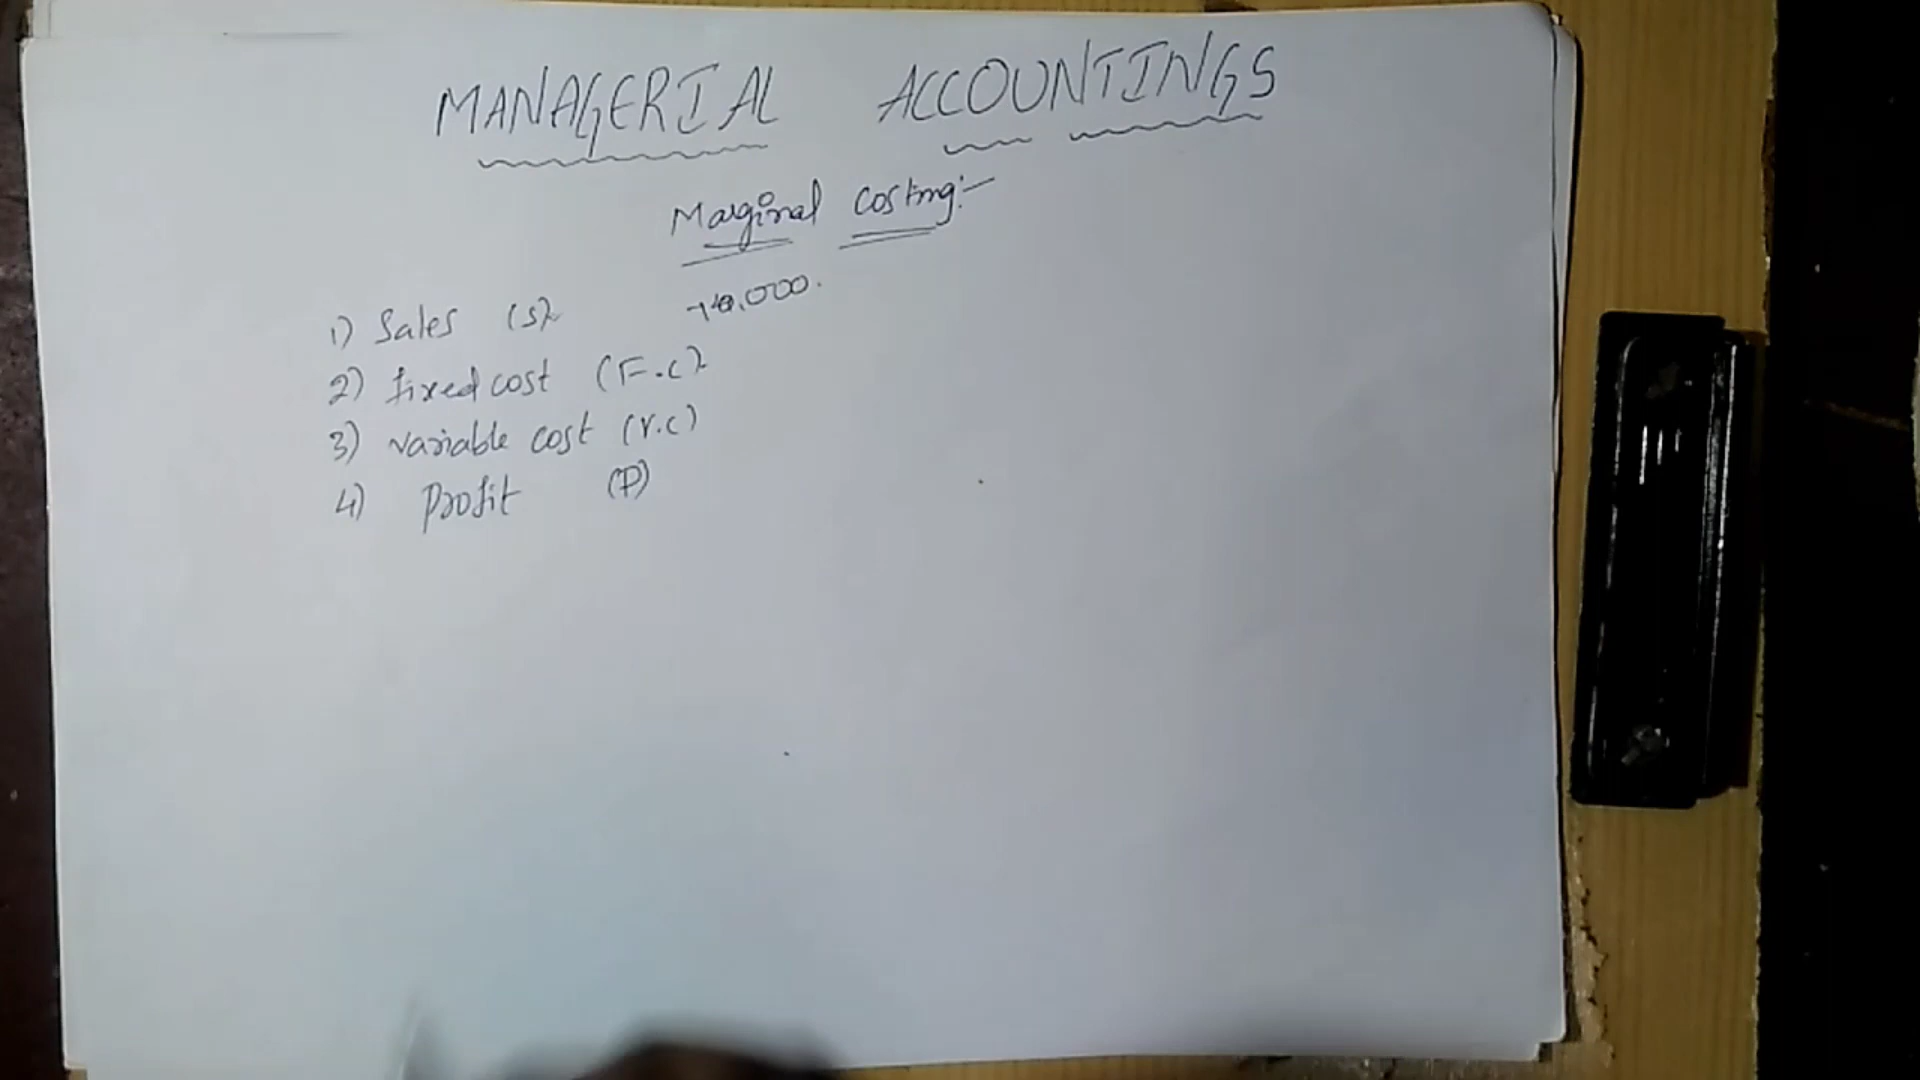 MANAGERIAL ACCOUNTINGS
Marginal costing:-
1) Sales (S)
2) fixed cost (F.C)
3) variable cost (V.C)
4) Profit (P)